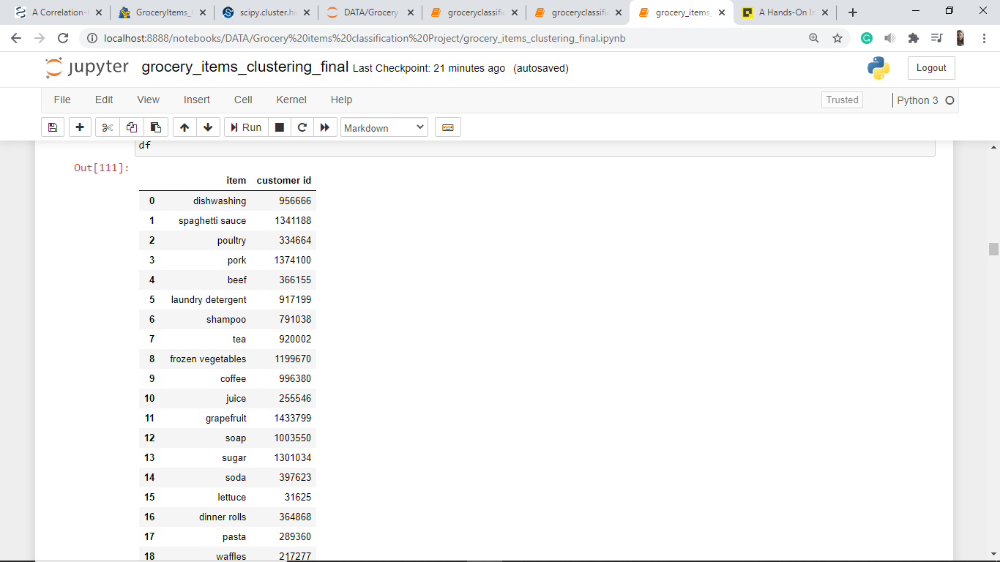 A Correlation-
GroceryItems_
scipy.cluster.hi
DATA/Grocery
groceryclassific
groceryclassific
grocery_items_
A Hands-On In
localhost:8888/notebooks/DATA/Grocery%20items%20classification%20Project/grocery_items_clustering_final.ipynb
jupyter grocery_items_clustering_final Last Checkpoint: 21 minutes ago (autosaved)
Logout
File Edit View Insert Cell Kernel Help
Trusted
Python 3
Run
Markdown
df
Out[111]:
item customer id
0 dishwashing 956666
1 spaghetti sauce 1341188
2 poultry 334664
3 pork 1374100
4 beef 366155
5 laundry detergent 917199
6 shampoo 791038
7 tea 920002
8 frozen vegetables 1199670
9 coffee 996380
10 juice 255546
11 grapefruit 1433799
12 soap 1003550
13 sugar 1301034
14 soda 397623
15 lettuce 31625
16 dinner rolls 364868
17 pasta 289360
18 waffles 217277